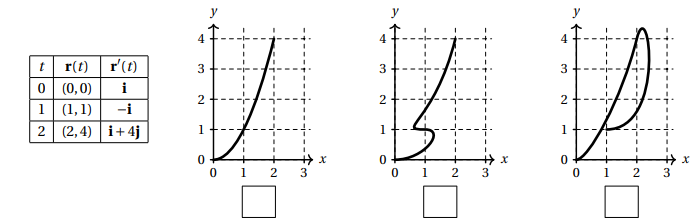 t r(t) r′(t)
0 (0,0) i
1 (1,1) −i
2 (2,4) i+4j
y
4
3
2
1
0
0 1 2 3 x
y
4
3
2
1
0
0 1 2 3 x
y
4
3
2
1
0
0 1 2 3 x